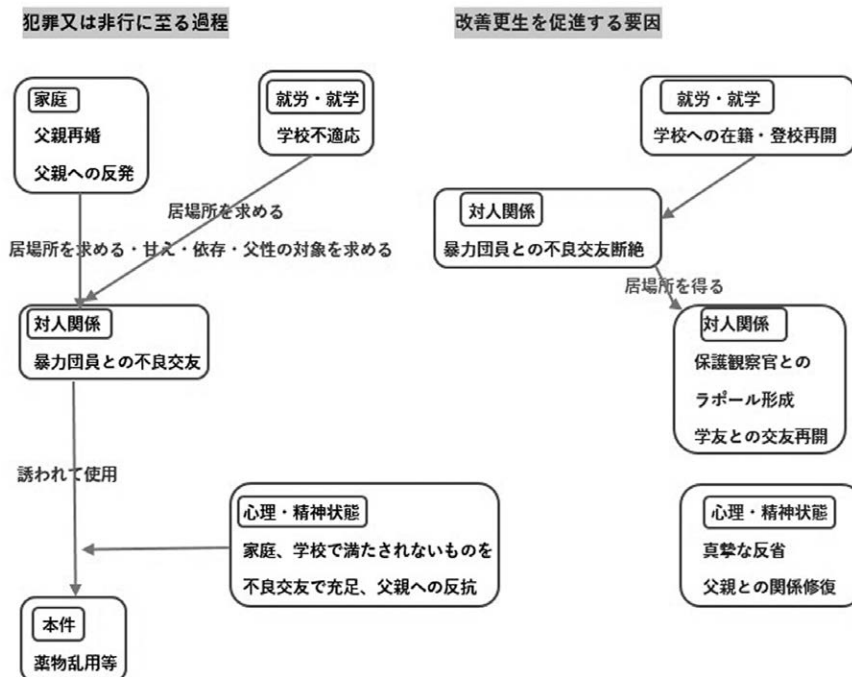 犯罪又は非行に至る過程
家庭
父親再婚
父親への反発
就労・就学
学校不適応
居場所を求める
居場所を求める・甘え・依存・父性の対象を求める
対人関係
暴力団員との不良交友
誘われて使用
心理・精神状態
家庭、学校で満たされないものを
不良交友で充足、父親への反抗
本件
薬物乱用等
改善更生を促進する要因
就労・就学
学校への在籍・登校再開
対人関係
暴力団員との不良交友断絶
居場所を得る
対人関係
保護観察官との
ラポール形成
学友との交友再開
心理・精神状態
真摯な反省
父親との関係修復